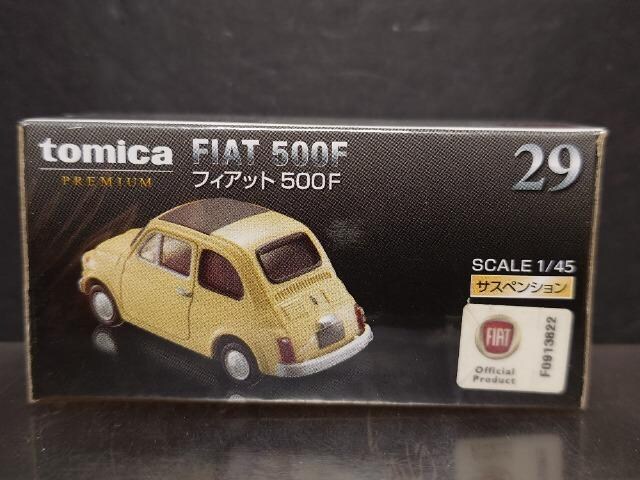 tomica
PREMIUM
FIAT 500F
フィアット 500F
29
SCALE 1/45
サスペンション
FIAT
Official
Product
F0913822